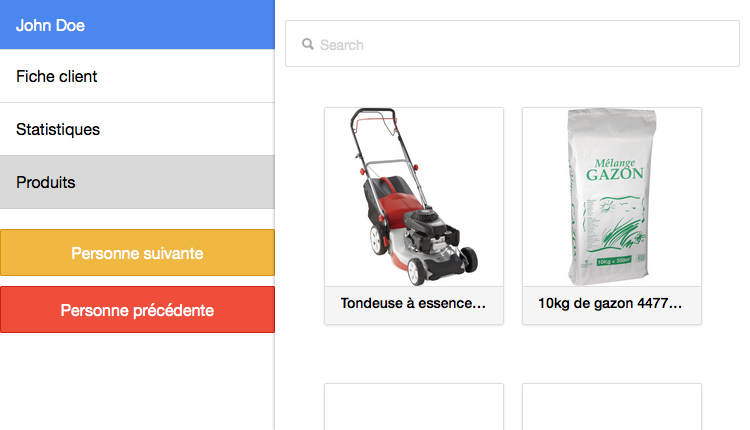 John Doe
Fiche client
Statistiques
Produits
Personne suivante
Personne précédente
Search
Mélange
GAZON
10Kg = 350m²
Tondeuse à essence...
10kg de gazon 4477...